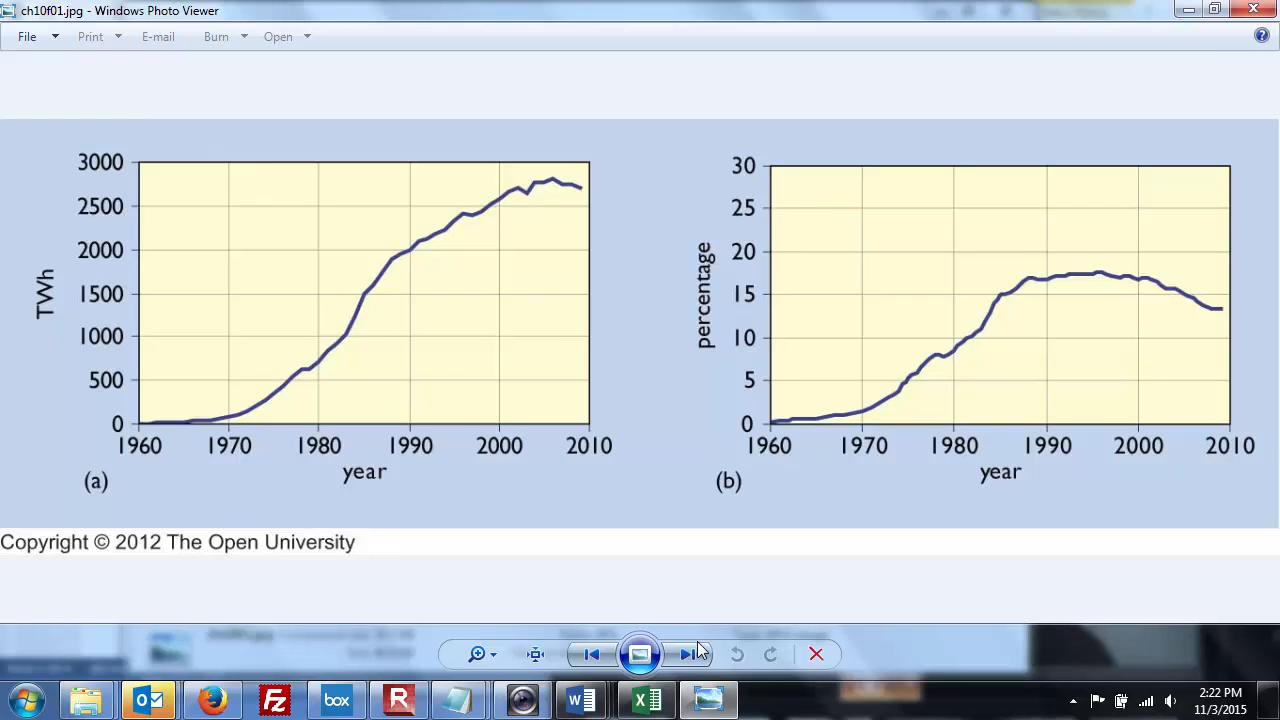 ch10f01.jpg - Windows Photo Viewer
File Print E-mail Burn Open
3000
2500
2000
1500
1000
500
0
TWh
1960 1970 1980 1990 2000 2010
year
(a)
30
25
20
15
10
5
0
percentage
1960 1970 1980 1990 2000 2010
year
(b)
Copyright © 2012 The Open University
box
2:22 PM
11/3/2015